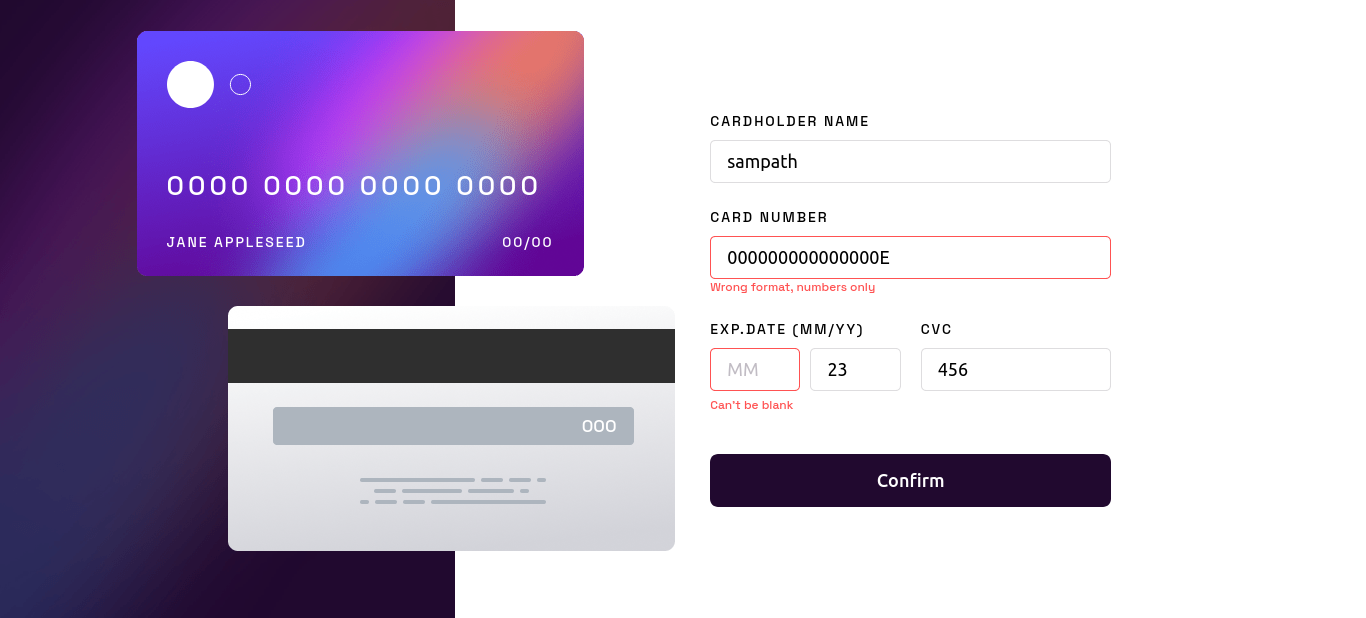 0000 0000 0000 0000
JANE APPLESEED 00/00
000
CARDHOLDER NAME
sampath
CARD NUMBER
000000000000000E
Wrong format, numbers only
EXP.DATE (MM/YY) CVC
MM 23 456
Can't be blank
Confirm